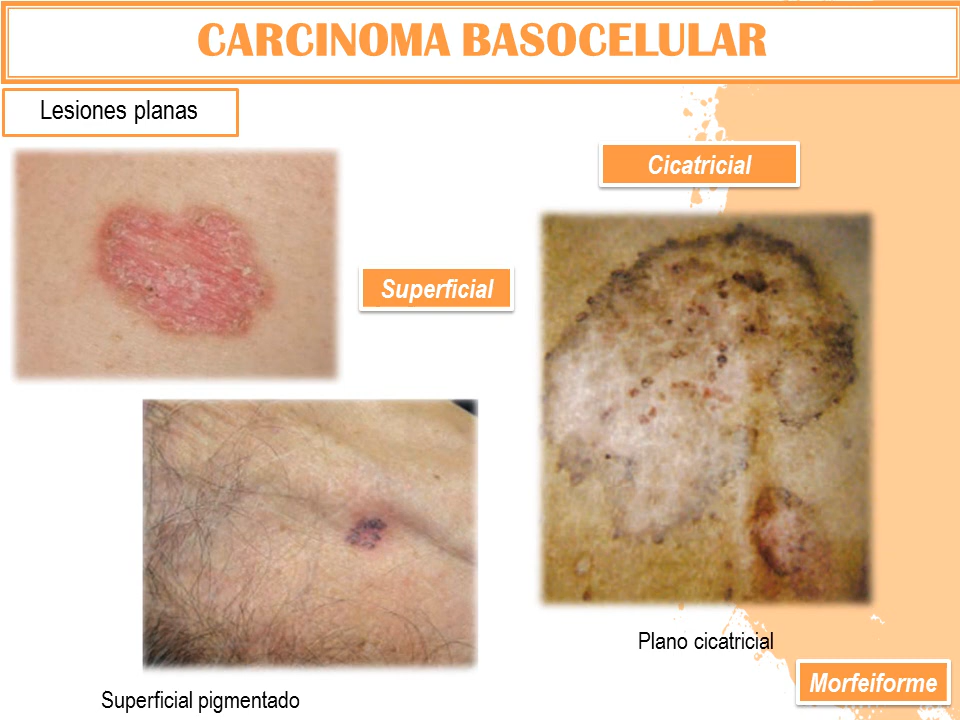 CARCINOMA BASOCELULAR
Lesiones planas
Cicatricial
Superficial
Plano cicatricial
Morfeiforme
Superficial pigmentado